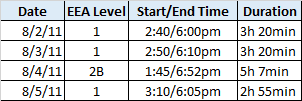 Date EEA Level Start/End Time Duration
8/2/11 1 2:40/6:00pm 3h 20min
8/3/11 1 2:50/6:10pm 3h 20min
8/4/11 2B 1:45/6:52pm 5h 7min
8/5/11 1 3:10/6:05pm 2h 55min